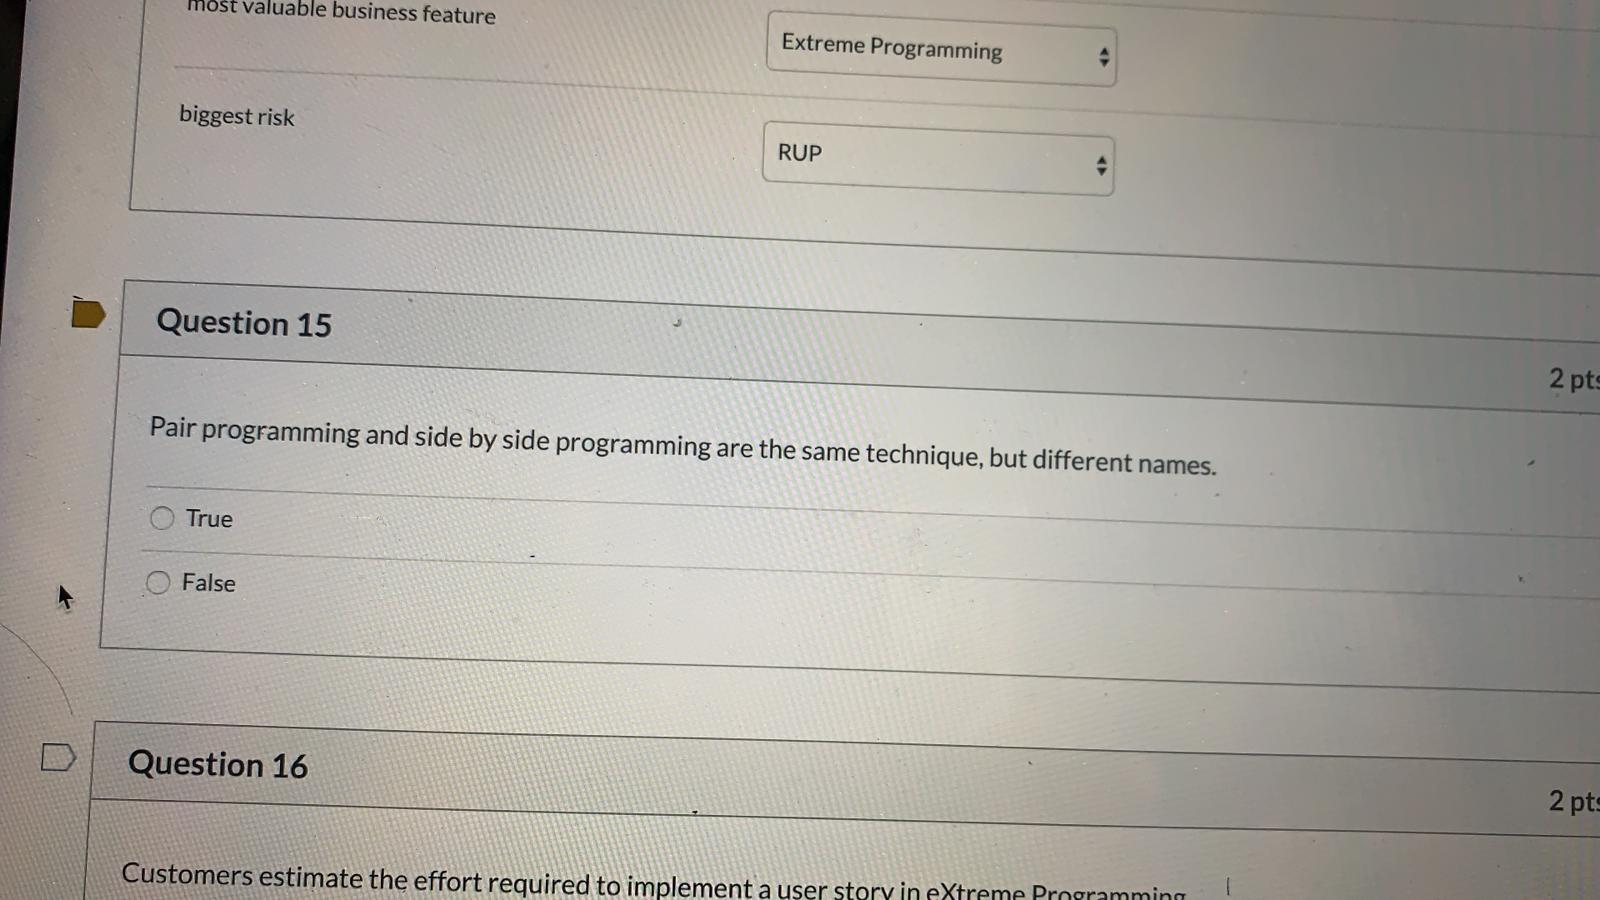 most valuable business feature
Extreme Programming
biggest risk
RUP
Question 15
2 pts
Pair programming and side by side programming are the same technique, but different names.
True
False
Question 16
2 pts
Customers estimate the effort required to implement a user story in eXtreme Programming